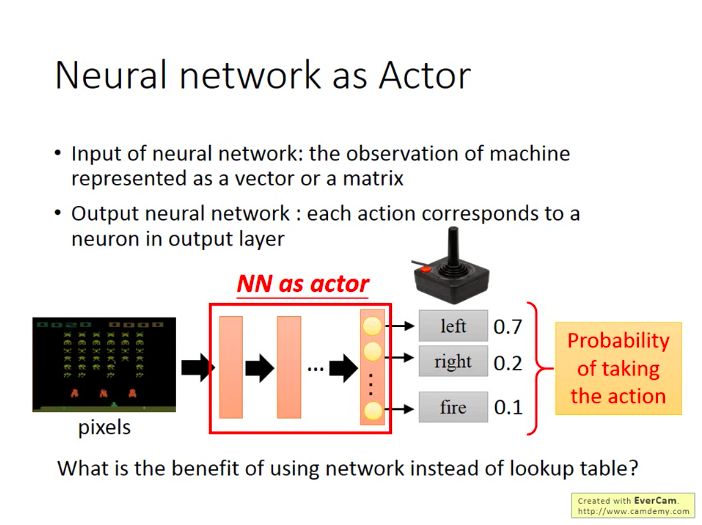 Neural network as Actor
• Input of neural network: the observation of machine
represented as a vector or a matrix
• Output neural network : each action corresponds to a
neuron in output layer
NN as actor
left 0.7
right 0.2
fire 0.1
...
Probability
of taking
the action
pixels
What is the benefit of using network instead of lookup table?
Created with EverCam.
http://www.camdemy.com